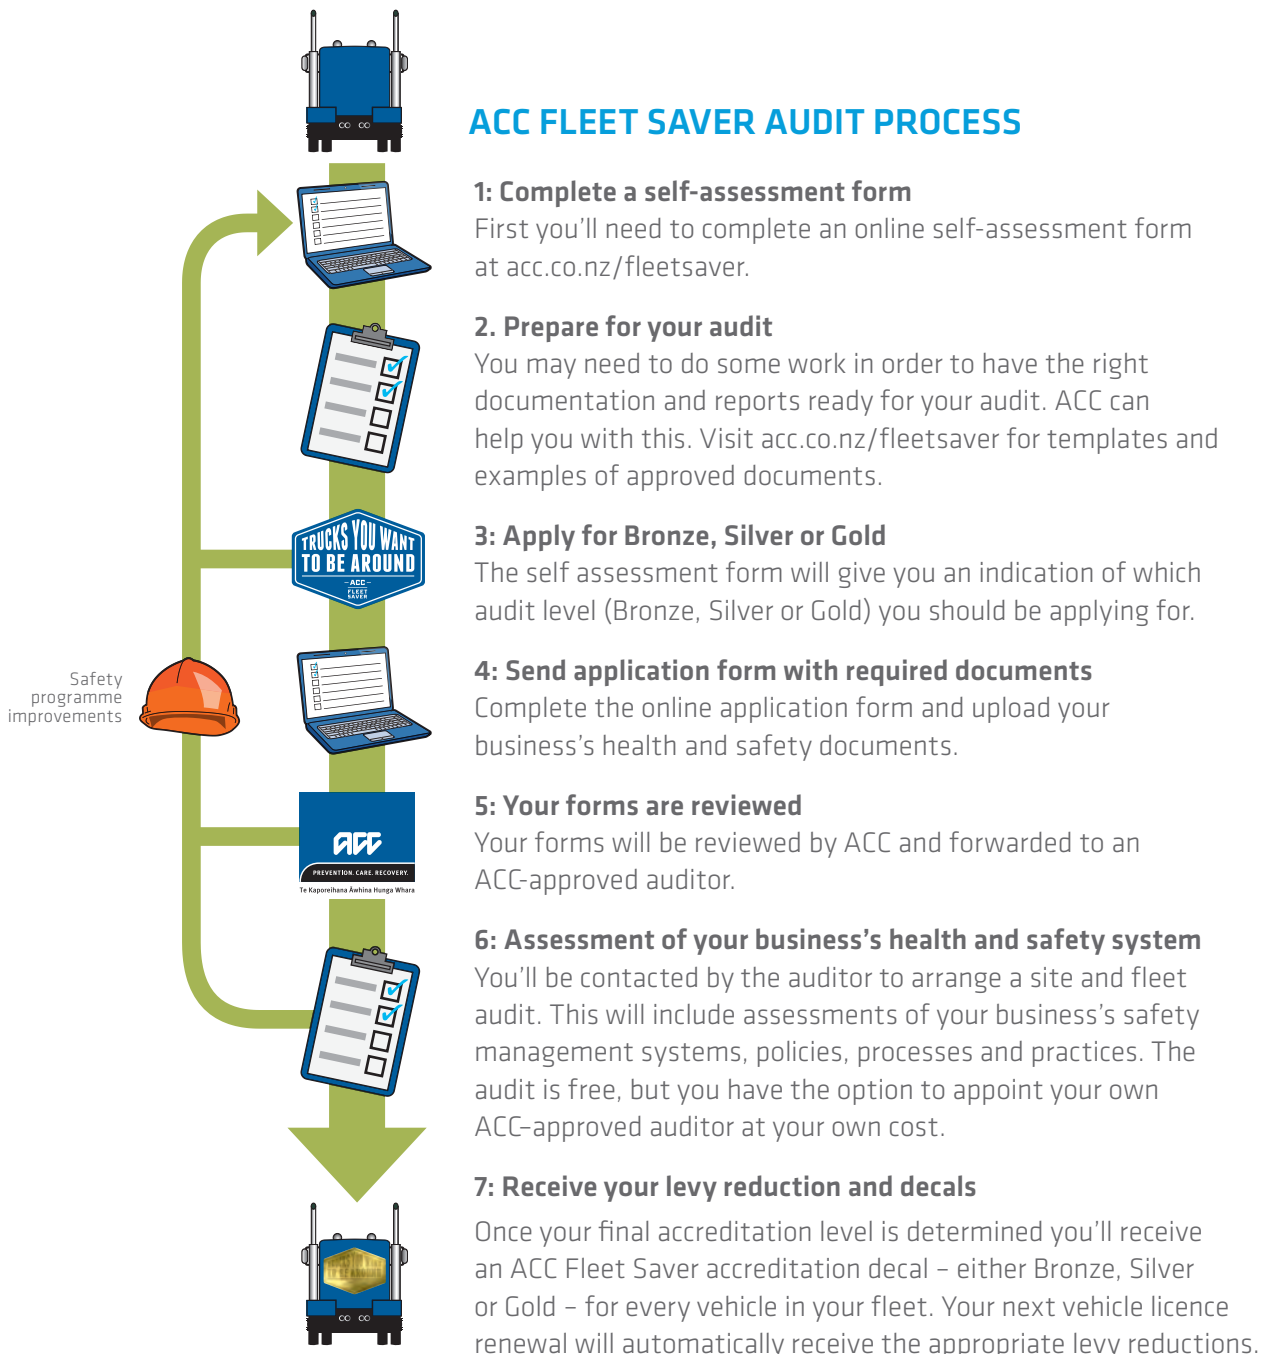 ACC FLEET SAVER AUDIT PROCESS
1: Complete a self-assessment form
First you’ll need to complete an online self-assessment form
at acc.co.nz/fleetsaver.
2. Prepare for your audit
You may need to do some work in order to have the right
documentation and reports ready for your audit. ACC can
help you with this. Visit acc.co.nz/fleetsaver for templates and
examples of approved documents.
TRUCKS YOU WANT
TO BE AROUND
– ACC –
FLEET
SAVER
3: Apply for Bronze, Silver or Gold
The self assessment form will give you an indication of which
audit level (Bronze, Silver or Gold) you should be applying for.
Safety
programme
improvements
4: Send application form with required documents
Complete the online application form and upload your
business’s health and safety documents.
ACC
PREVENTION. CARE. RECOVERY.
Te Kaporeihana Āwhina Hunga Whara
5: Your forms are reviewed
Your forms will be reviewed by ACC and forwarded to an
ACC-approved auditor.
6: Assessment of your business’s health and safety system
You’ll be contacted by the auditor to arrange a site and fleet
audit. This will include assessments of your business’s safety
management systems, policies, processes and practices. The
audit is free, but you have the option to appoint your own
ACC–approved auditor at your own cost.
7: Receive your levy reduction and decals
Once your final accreditation level is determined you’ll receive
an ACC Fleet Saver accreditation decal – either Bronze, Silver
or Gold – for every vehicle in your fleet. Your next vehicle licence
renewal will automatically receive the appropriate levy reductions.